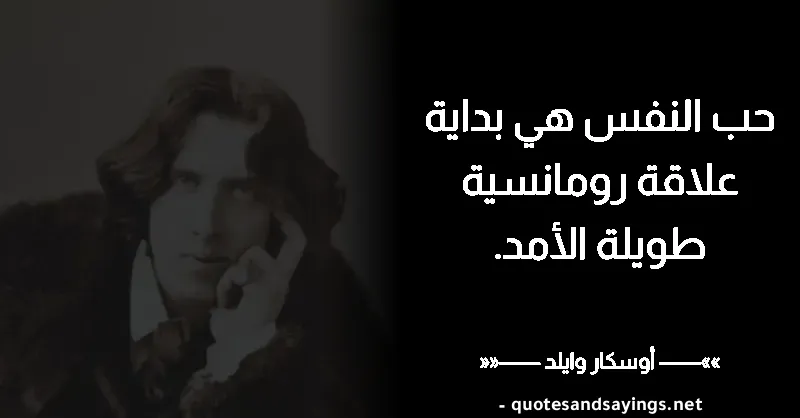 حب النفس هي بداية
علاقة رومانسية
طويلة الأمد.
»»—— أوسكار وايلد ——««
- quotesandsayings.net